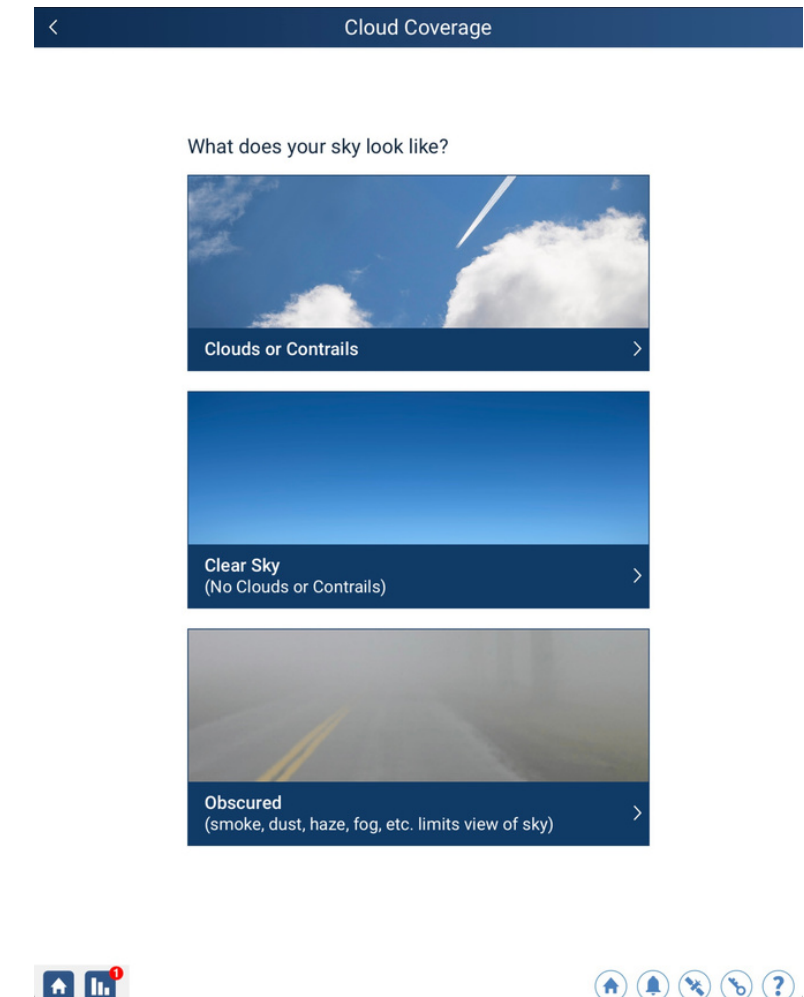 Cloud Coverage
What does your sky look like?
Clouds or Contrails
Clear Sky
(No Clouds or Contrails)
Obscured
(smoke, dust, haze, fog, etc. limits view of sky)
1
?